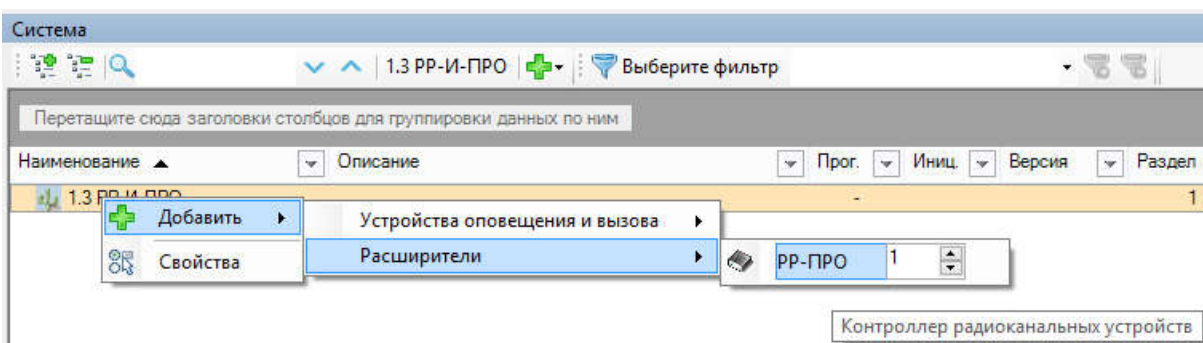 Система
1.3 РР-И-ПРО Выберите фильтр
Перетащите сюда заголовки столбцов для группировки данных по ним
Наименование Описание Прог. Иниц. Версия Раздел
1.3 РР-И-ПРО - 1
Добавить Устройства оповещения и вызова
Свойства Расширители РР-ПРО 1
Контроллер радиоканальных устройств